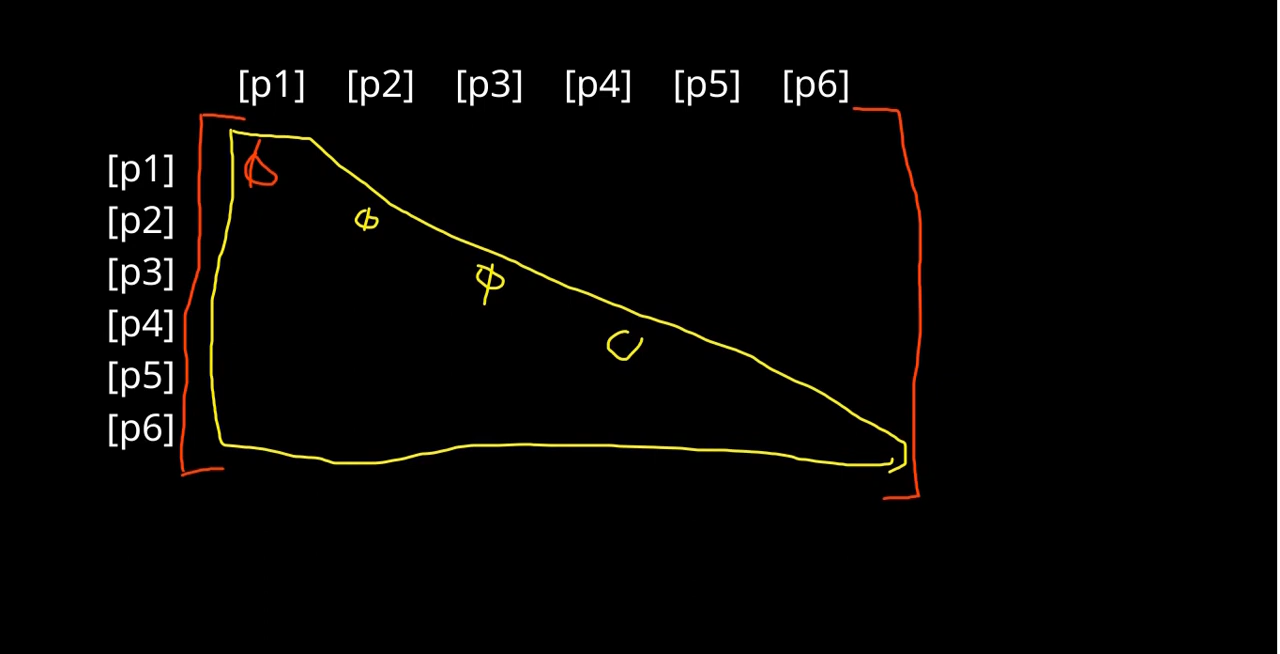 [p1] [p2] [p3] [p4] [p5] [p6]
[p1]
[p2]
[p3]
[p4]
[p5]
[p6]